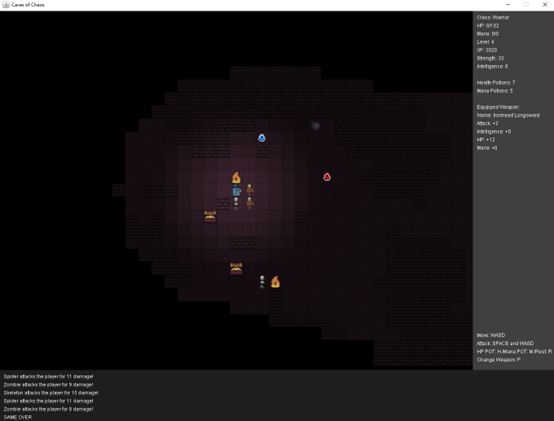 Caves of Chaos
Class: Warrior
HP: 0/102
Mana: 0/0
Level: 4
XP: 3020
Strength: 33
Intelligence: 8
Health Potions: 7
Mana Potions: 5
Equipped Weapon:
Name: Ironheart Longsword
Attack: +3
Intelligence: +0
HP: +12
Mana: +0
Move: WASD
Attack: SPACE and WASD
HP POT: H,Mana POT: M,Rest: R
Change Weapon: P
Spider attacks the player for 11 damage!
Zombie attacks the player for 9 damage!
Skeleton attacks the player for 15 damage!
Spider attacks the player for 11 damage!
Zombie attacks the player for 8 damage!
GAME OVER